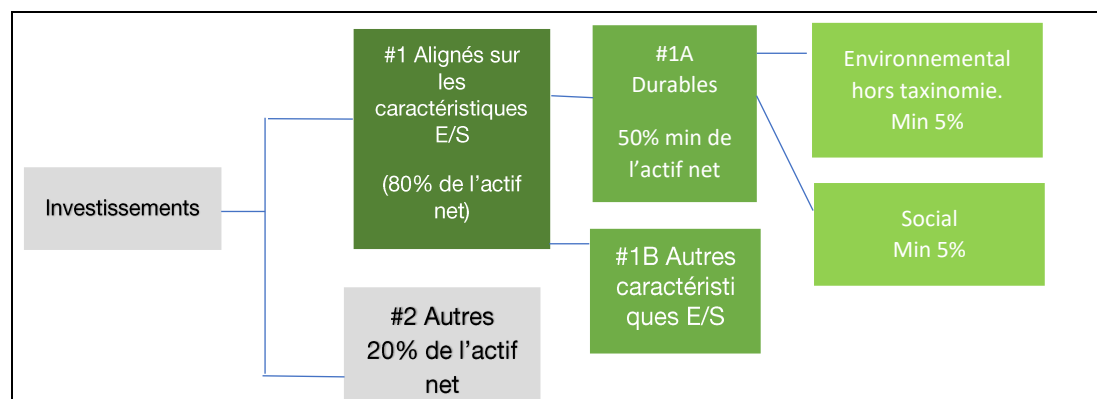 Investissements
#1 Alignés sur
les
caractéristiques
E/S
(80% de l’actif
net)
#2 Autres
20% de l’actif
net
#1A
Durables
50% min de
l’actif net
#1B Autres
caractéristi
ques E/S
Environnemental
hors taxinomie.
Min 5%
Social
Min 5%